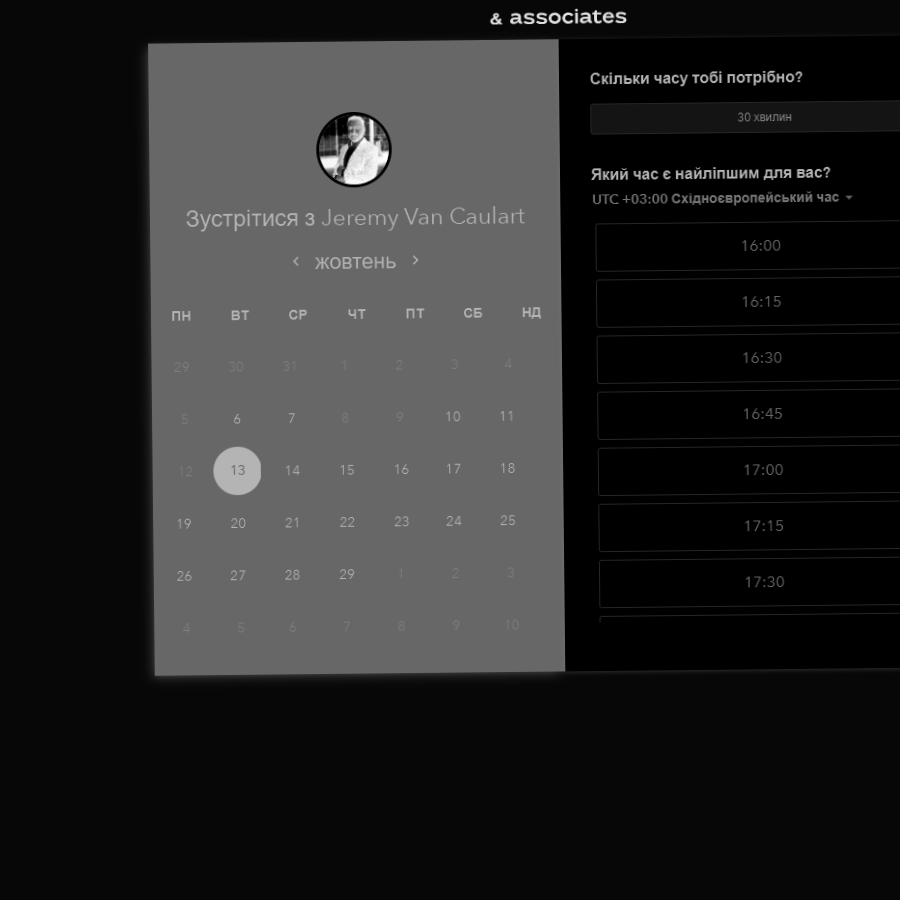 & associates
Зустрітися з Jeremy Van Caulart
‹ жовтень ›
ПН ВТ СР ЧТ ПТ СБ НД
29 30 31 1 2 3 4
5 6 7 8 9 10 11
12 13 14 15 16 17 18
19 20 21 22 23 24 25
26 27 28 29 1 2 3
4 5 6 7 8 9 10
Скільки часу тобі потрібно?
30 хвилин
Який час є найліпшим для вас?
UTC +03:00 Східноєвропейський час
16:00
16:15
16:30
16:45
17:00
17:15
17:30